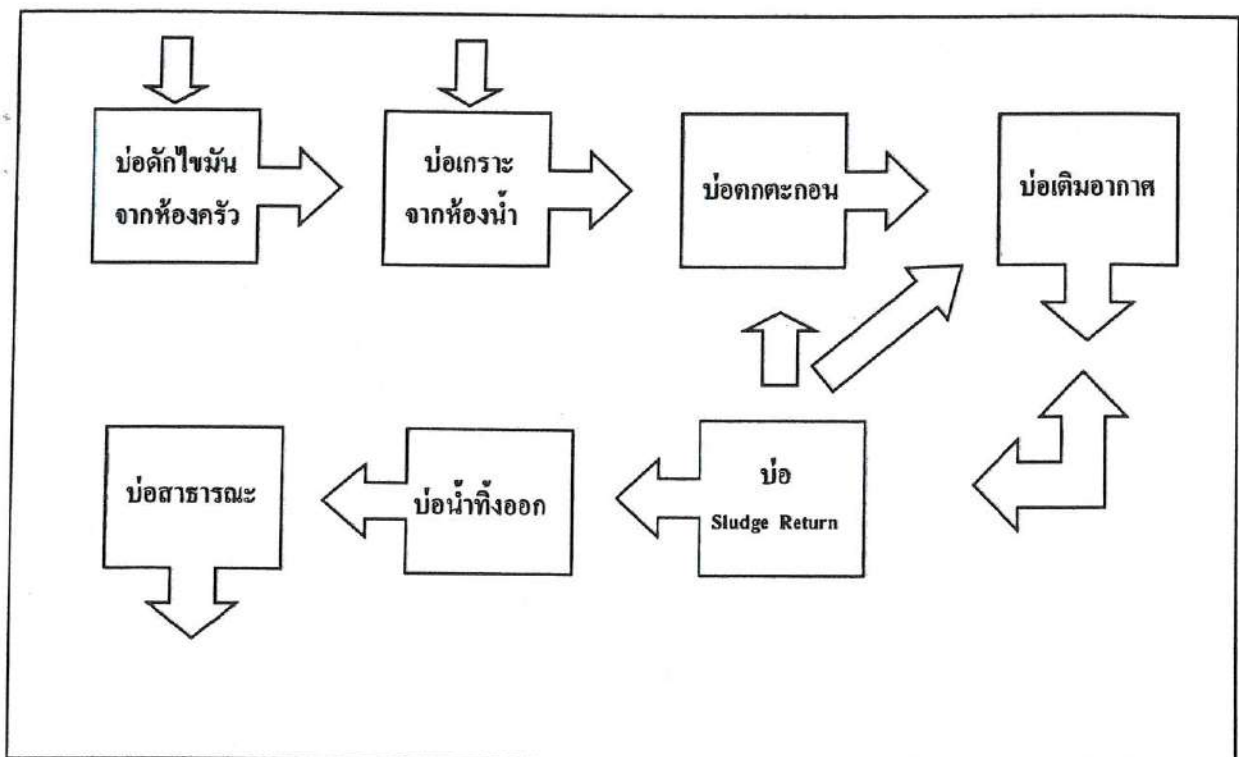 บ่อดักไขมัน
จากห้องครัว
บ่อเกราะ
จากห้องน้ำ
บ่อตกตะกอน
บ่อเติมอากาศ
บ่อสาธารณะ
บ่อน้ำทิ้งออก
บ่อ
Sludge Return